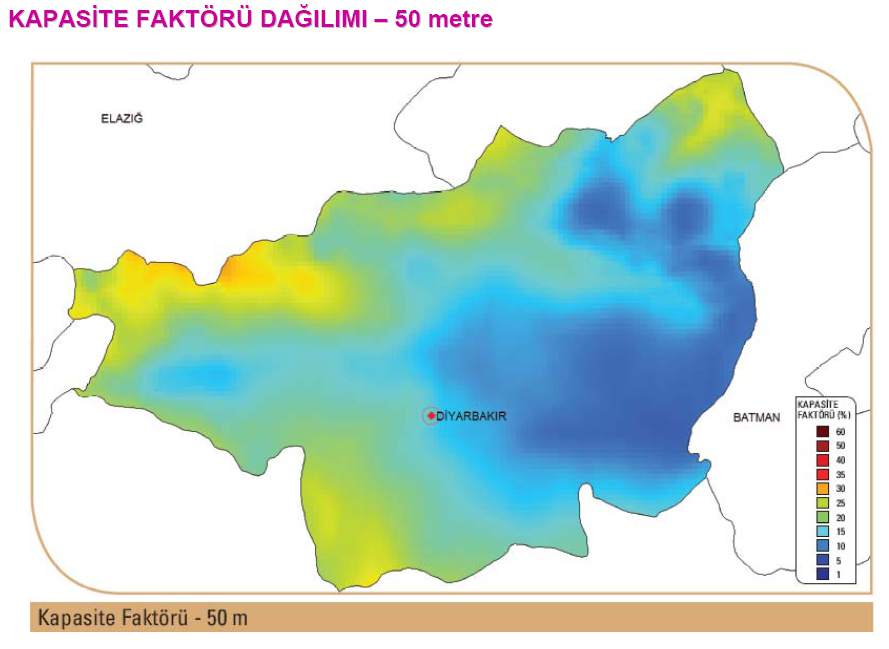 KAPASİTE FAKTÖRÜ DAĞILIMI – 50 metre
ELAZIĞ
DİYARBAKIR
BATMAN
KAPASİTE
FAKTÖRÜ (%)
60
50
40
35
30
25
20
15
10
5
1
Kapasite Faktörü - 50 m